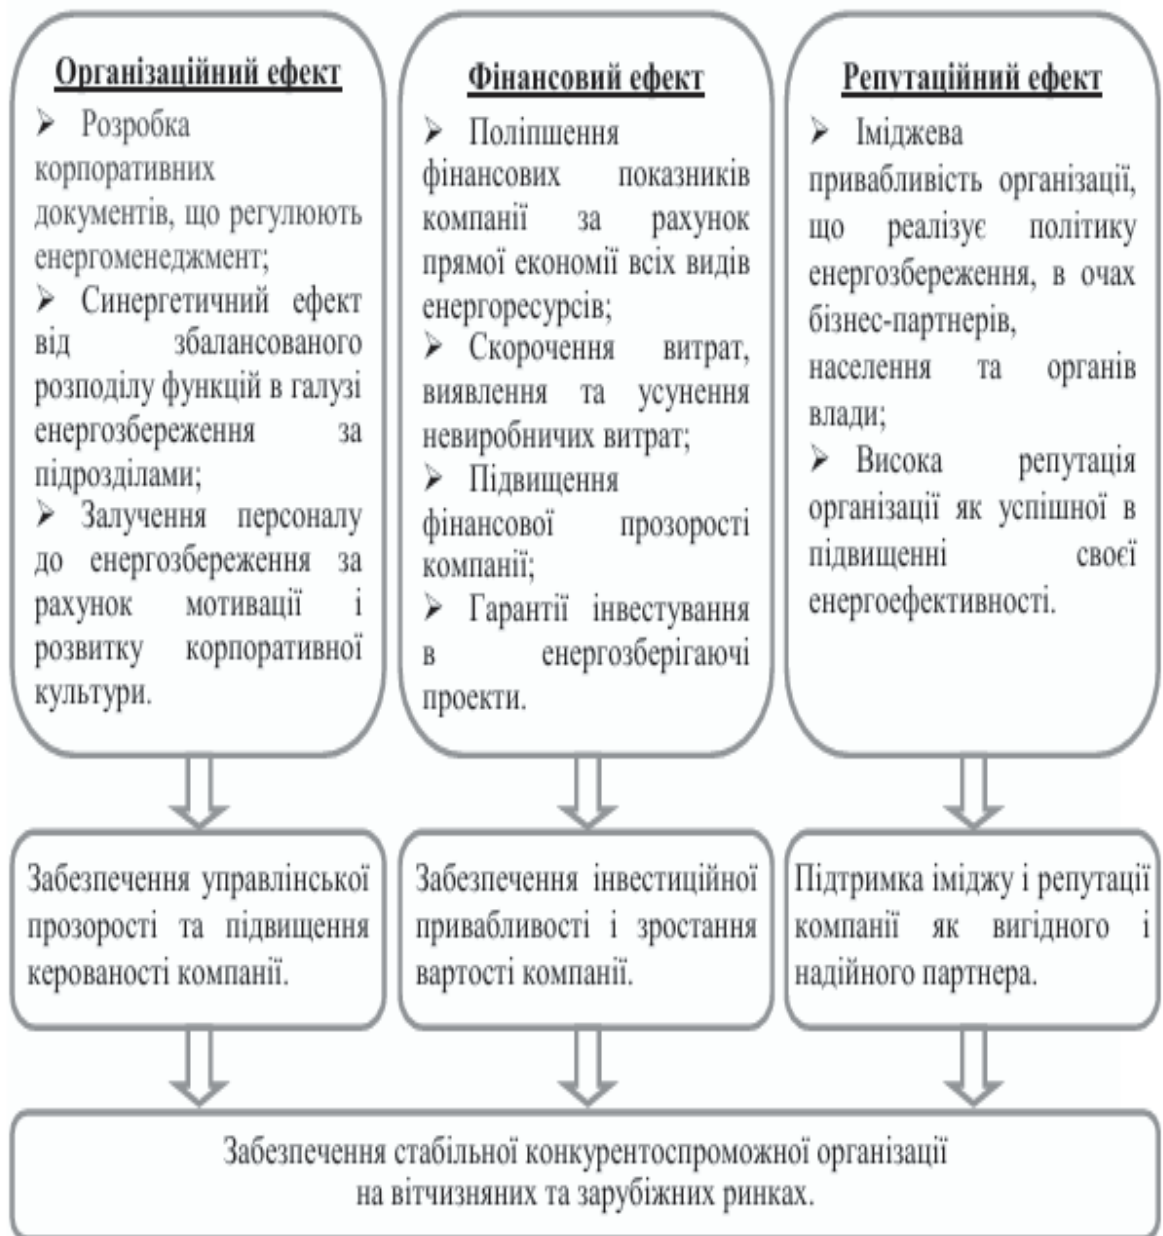 Організаційний ефект
➢ Розробка
корпоративних
документів, що регулюють
енергоменеджмент;
➢ Синергетичний ефект
від збалансованого
розподілу функцій в галузі
енергозбереження за
підрозділами;
➢ Залучення персоналу
до енергозбереження за
рахунок мотивації і
розвитку корпоративної
культури.
Фінансовий ефект
➢ Поліпшення
фінансових показників
компанії за рахунок
прямої економії всіх видів
енергоресурсів;
➢ Скорочення витрат,
виявлення та усунення
невиробничих витрат;
➢ Підвищення
фінансової прозорості
компанії;
➢ Гарантії інвестування
в енергозберігаючі
проекти.
Репутаційний ефект
➢ Іміджева
привабливість організації,
що реалізує політику
енергозбереження, в очах
бізнес-партнерів,
населення та органів
влади;
➢ Висока репутація
організації як успішної в
підвищенні своєї
енергоефективності.
Забезпечення управлінської
прозорості та підвищення
керованості компанії.
Забезпечення інвестиційної
привабливості і зростання
вартості компанії.
Підтримка іміджу і репутації
компанії як вигідного і
надійного партнера.
Забезпечення стабільної конкурентоспроможної організації
на вітчизняних та зарубіжних ринках.